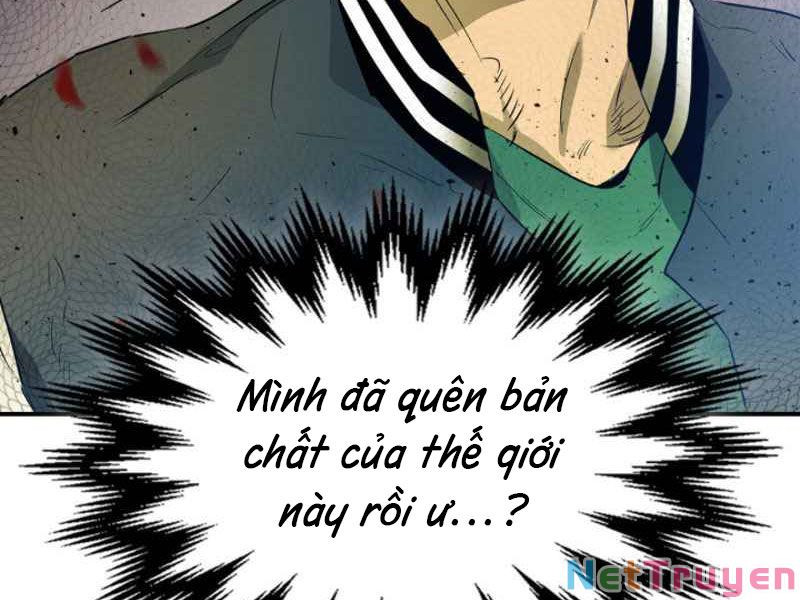 Mình đã quên bản
chất của thế giới
này rồi ư...?
NetTruyen